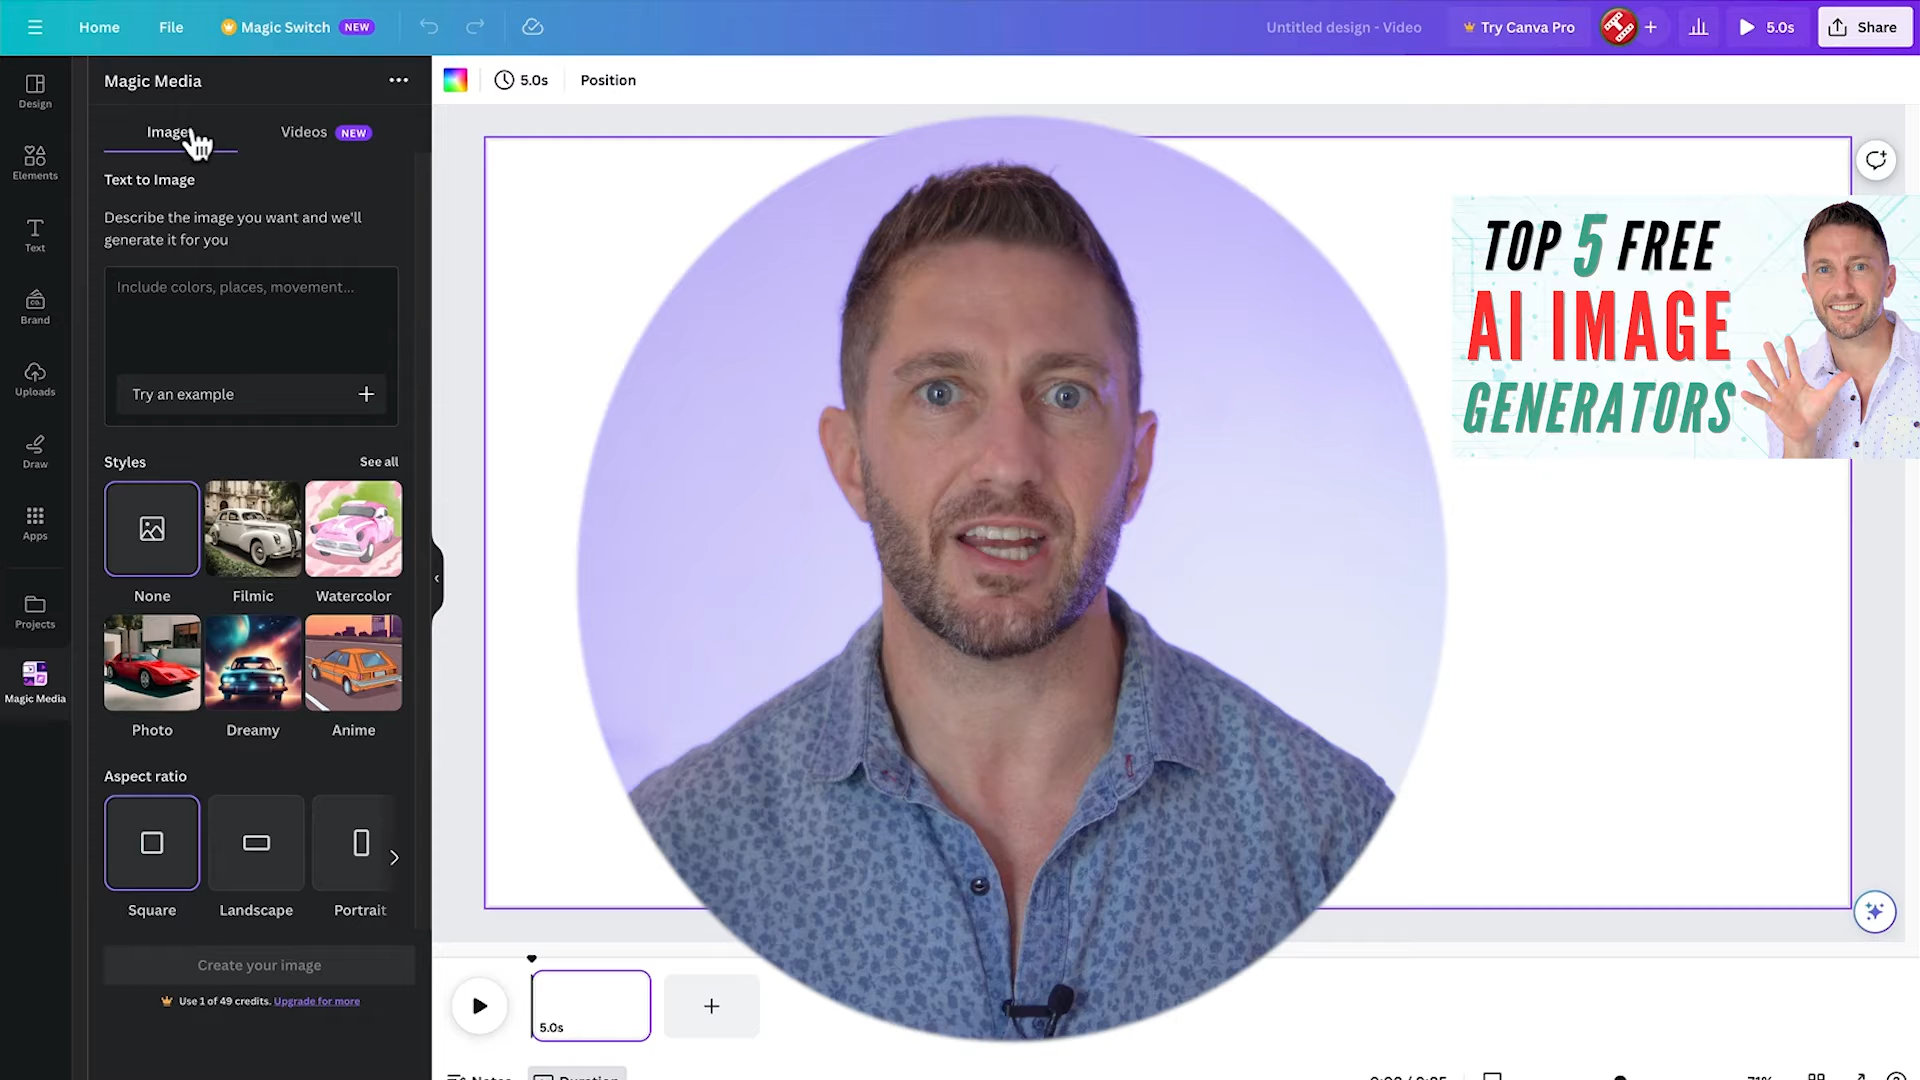 Home File Magic Switch NEW
Untitled design - Video
Try Canva Pro
5.0s
Share
Design
Elements
Text
Brand
Uploads
Draw
Apps
Projects
Magic Media
Magic Media
Videos NEW
Text to Image
Describe the image you want and we'll
generate it for you
Include colors, places, movement...
Try an example
Styles See all
None Filmic Watercolor
Photo Dreamy Anime
Aspect ratio
Square Landscape Portrait
Create your image
Use 1 of 49 credits. Upgrade for more
5.0s Position
TOP 5 FREE
AI IMAGE
GENERATORS
5.0s